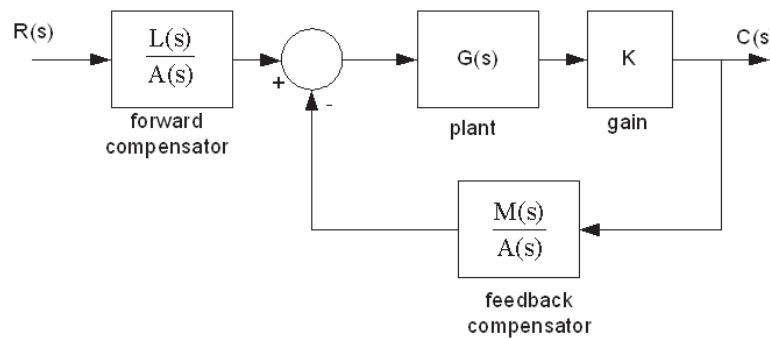 R(s)
L(s)
A(s)
+
-
G(s)
K
C(s
forward
compensator
plant
gain
M(s)
A(s)
feedback
compensator